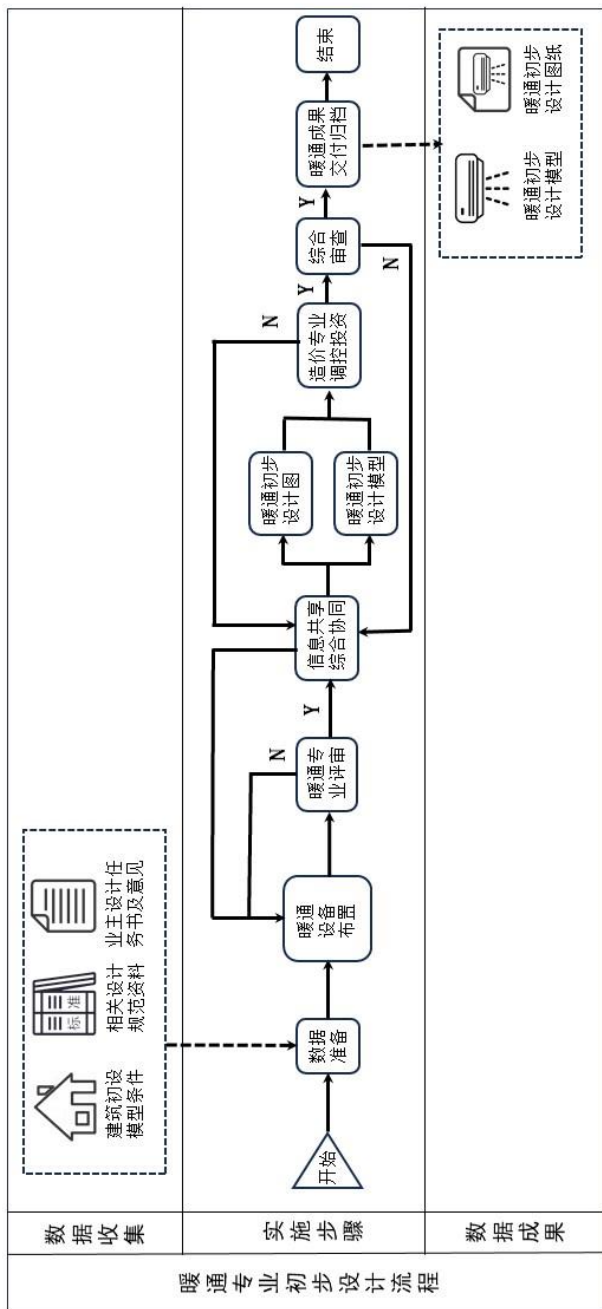 暖通专业初步设计流程
数据收集
建筑初设
模型条件
标准
相关设计
规范资料
业主设计任
务书及意见
实施步骤
开始
数据
准备
暖通
设备
布置
暖通专
业评审
N
Y
信息共享
综合协同
暖通初步
设计图
暖通初步
设计模型
造价专业
调控投资
N
Y
综合
审查
N
Y
暖通成果
交付归档
结束
数据成果
暖通初步
设计模型
暖通初步
设计图纸